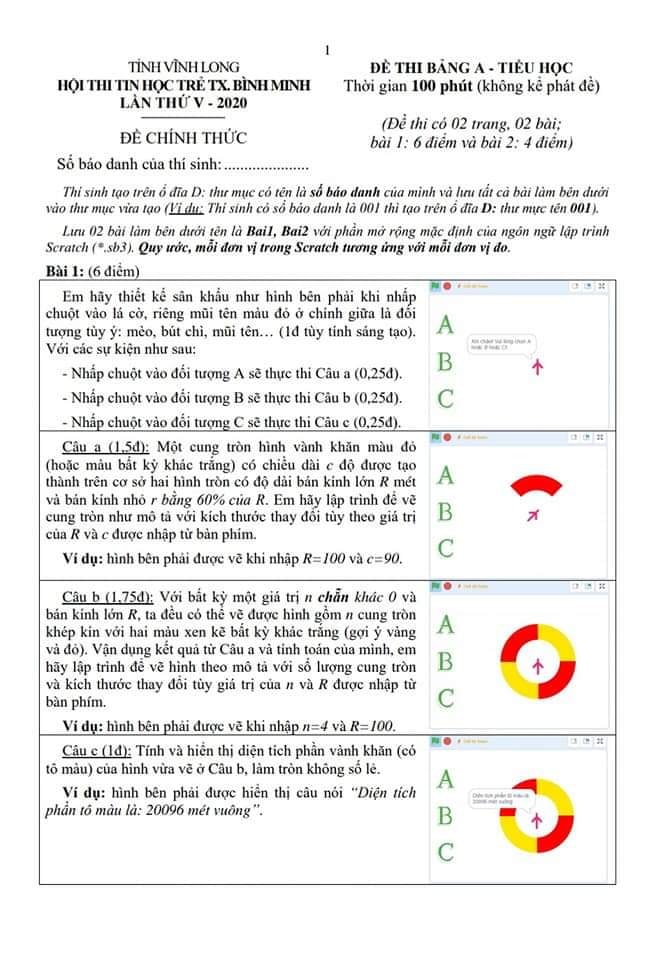 1
TỈNH VĨNH LONG
HỘI THI TIN HỌC TRẺ TX. BÌNH MINH
LẦN THỨ V - 2020
ĐỀ CHÍNH THỨC
Số báo danh của thí sinh:.....................
ĐỀ THI BẢNG A - TIỂU HỌC
Thời gian 100 phút (không kể phát đề)
(Đề thi có 02 trang, 02 bài;
bài 1: 6 điểm và bài 2: 4 điểm)
Thí sinh tạo trên ổ đĩa D: thư mục có tên là số báo danh của mình và lưu tất cả bài làm bên dưới
vào thư mục vừa tạo (Ví dụ: Thí sinh có số báo danh là 001 thì tạo trên ổ đĩa D: thư mực tên 001).
Lưu 02 bài làm bên dưới tên là Bai1, Bai2 với phần mở rộng mặc định của ngôn ngữ lập trình
Scratch (*.sb3). Quy ước, mỗi đơn vị trong Scratch tương ứng với mỗi đơn vị đo.
Bài 1: (6 điểm)
Em hãy thiết kế sân khấu như hình bên phải khi nhấp
chuột vào lá cờ, riêng mũi tên màu đỏ ở chính giữa là đối
tượng tùy ý: mèo, bút chì, mũi tên… (1đ tùy tính sáng tạo).
Với các sự kiện như sau:
- Nhấp chuột vào đối tượng A sẽ thực thi Câu a (0,25đ).
- Nhấp chuột vào đối tượng B sẽ thực thi Câu b (0,25đ).
- Nhấp chuột vào đối tượng C sẽ thực thi Câu c (0,25đ).
A
B
C
Câu a (1,5đ): Một cung tròn hình vành khăn màu đỏ
(hoặc màu bất kỳ khác trắng) có chiều dài c độ được tạo
thành trên cơ sở hai hình tròn có độ dài bán kính lớn R mét
và bán kính nhỏ r bằng 60% của R. Em hãy lập trình để vẽ
cung tròn như mô tả với kích thước thay đổi tùy theo giá trị
của R và c được nhập từ bàn phím.
Ví dụ: hình bên phải được vẽ khi nhập R=100 và c=90.
A
B
C
Câu b (1,75đ): Với bất kỳ một giá trị n chẵn khác 0 và
bán kính lớn R, ta đều có thể vẽ được hình gồm n cung tròn
khép kín với hai màu xen kẽ bất kỳ khác trắng (gợi ý vàng
và đỏ). Vận dụng kết quả từ Câu a và tính toán của mình, em
hãy lập trình để vẽ hình theo mô tả với số lượng cung tròn
và kích thước thay đổi tùy giá trị của n và R được nhập từ
bàn phím.
Ví dụ: hình bên phải được vẽ khi nhập n=4 và R=100.
A
B
C
Câu c (1đ): Tính và hiển thị diện tích phần vành khăn (có
tô màu) của hình vừa vẽ ở Câu b, làm tròn không số lẻ.
Ví dụ: hình bên phải được hiển thị câu nói “Diện tích
phần tô màu là: 20096 mét vuông”.
A
B
C
Diện tích phần tô màu là
20096 mét vuông